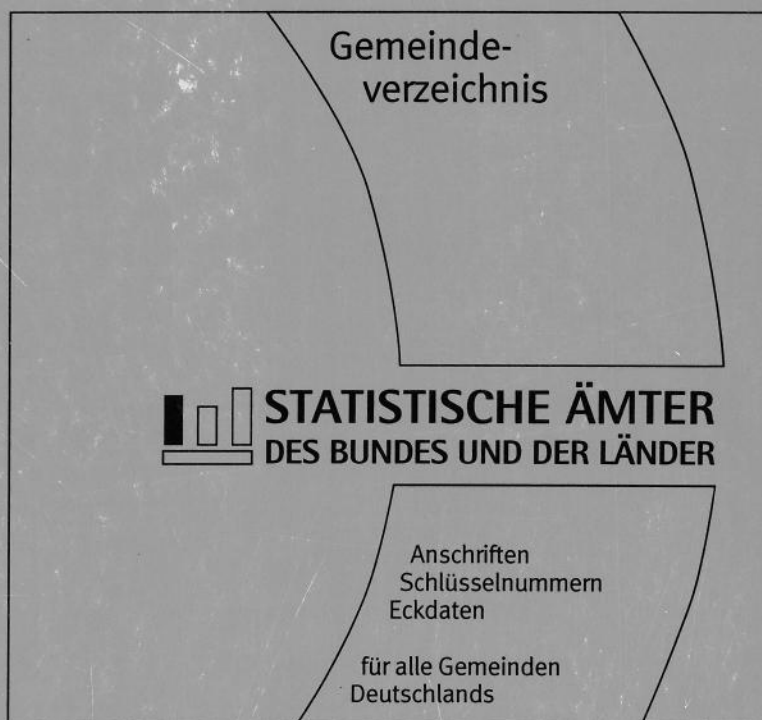 Gemeinde-
verzeichnis
STATISTISCHE ÄMTER
DES BUNDES UND DER LÄNDER
Anschriften
Schlüsselnummern
Eckdaten
für alle Gemeinden
Deutschlands